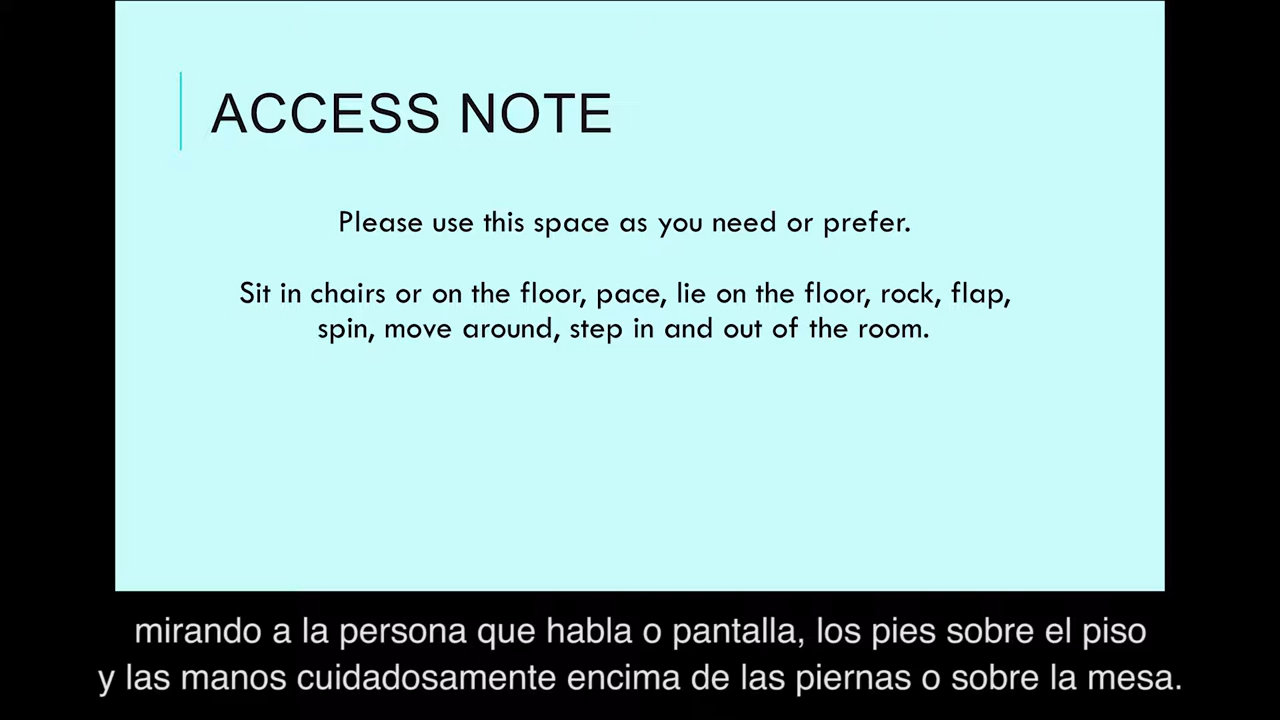 ACCESS NOTE
Please use this space as you need or prefer.
Sit in chairs or on the floor, pace, lie on the floor, rock, flap,
spin, move around, step in and out of the room.
mirando a la persona que habla o pantalla, los pies sobre el piso
y las manos cuidadosamente encima de las piernas o sobre la mesa.